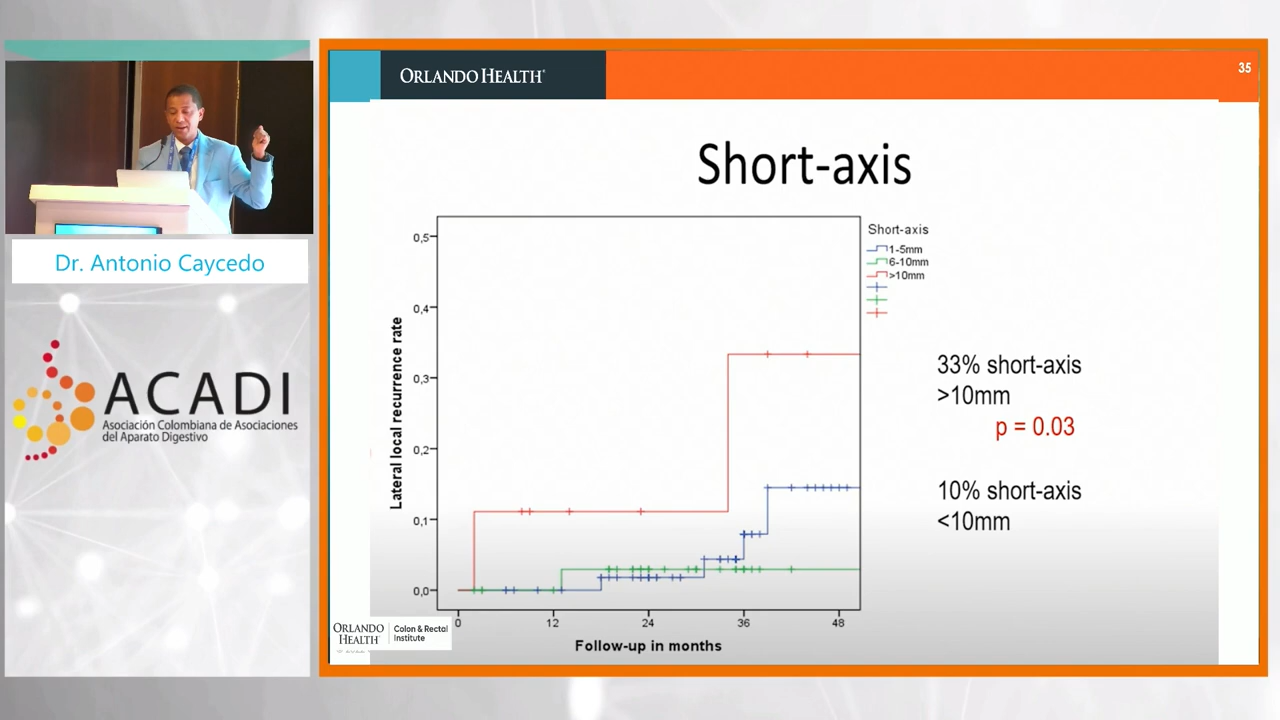 ORLANDO HEALTH®
35
Short-axis
Short-axis
1-5mm
6-10mm
>10mm
0,5
0,4
0,3
0,2
0,1
0,0
Lateral local recurrence rate
0 12 24 36 48
Follow-up in months
33% short-axis
>10mm
p = 0.03
10% short-axis
<10mm
ORLANDO
HEALTH®
Colon & Rectal
Institute
Dr. Antonio Caycedo
ACADI
Asociación Colombiana de Asociaciones
del Aparato Digestivo